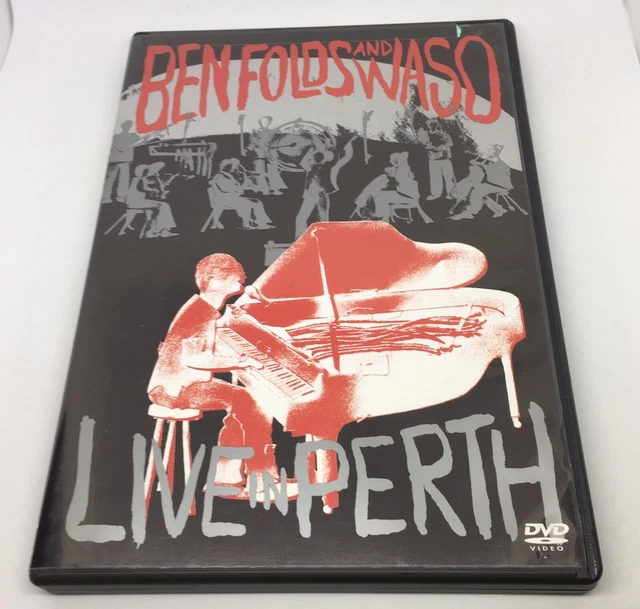 BEN FOLDS AND WASO
LIVE IN PERTH
DVD
VIDEO